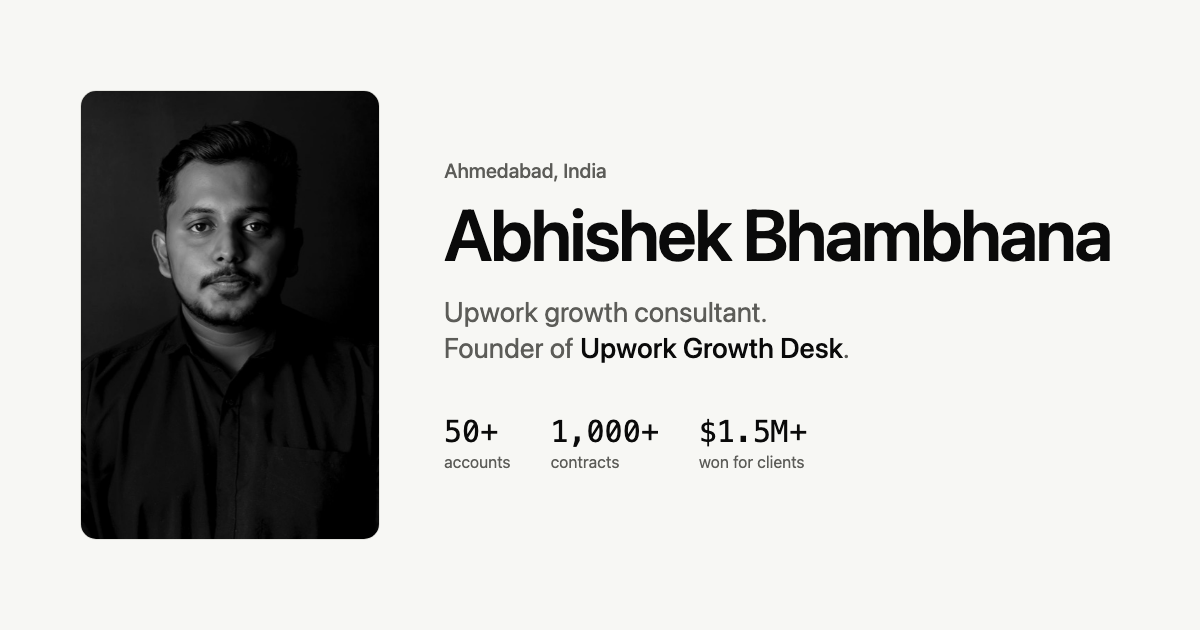 Ahmedabad, India
Abhishek Bhambhana
Upwork growth consultant.
Founder of Upwork Growth Desk.
50+ 1,000+ $1.5M+
accounts contracts won for clients